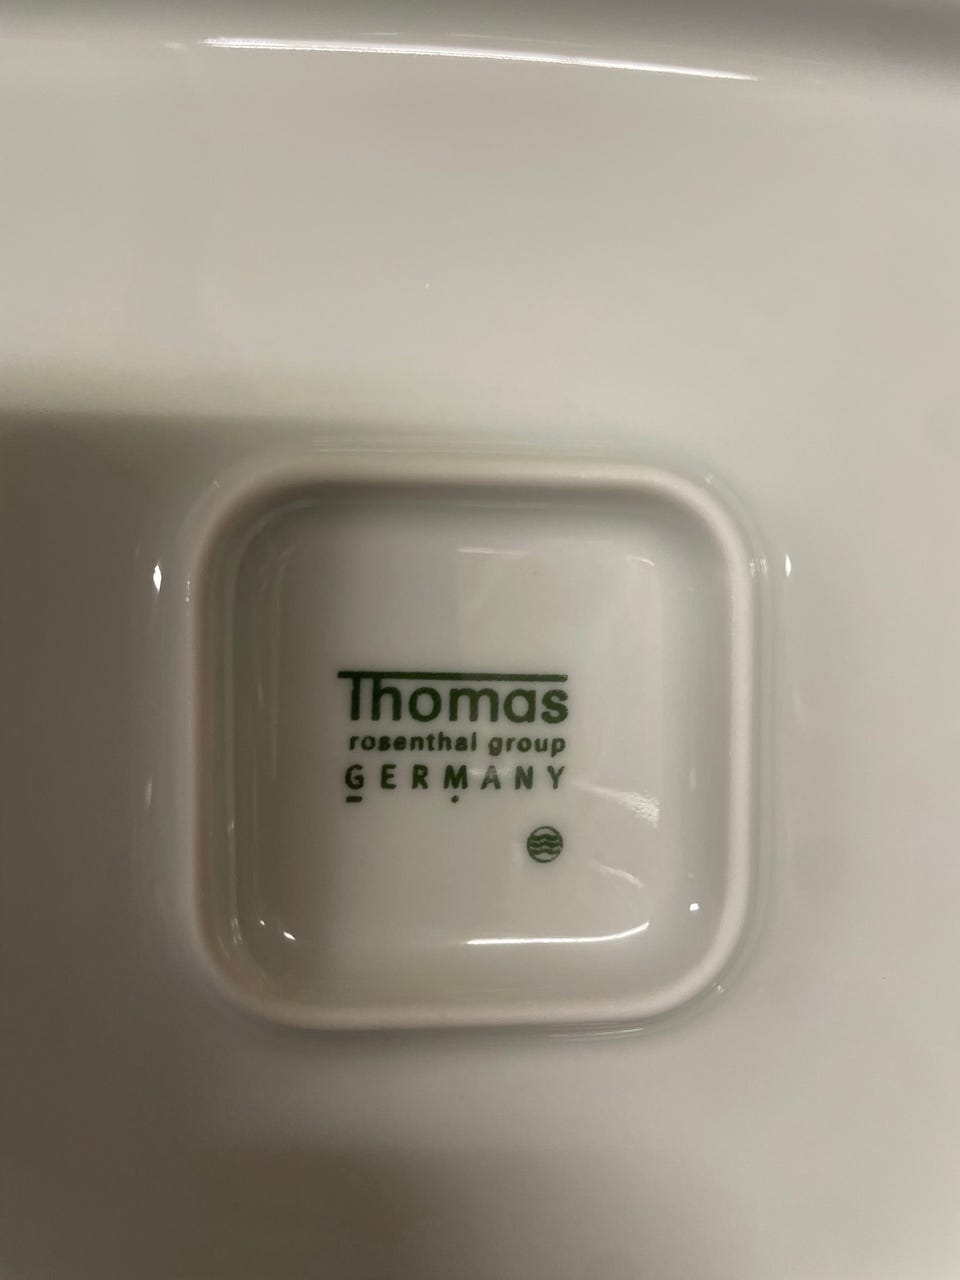 Thomas
rosenthal group
GERMANY